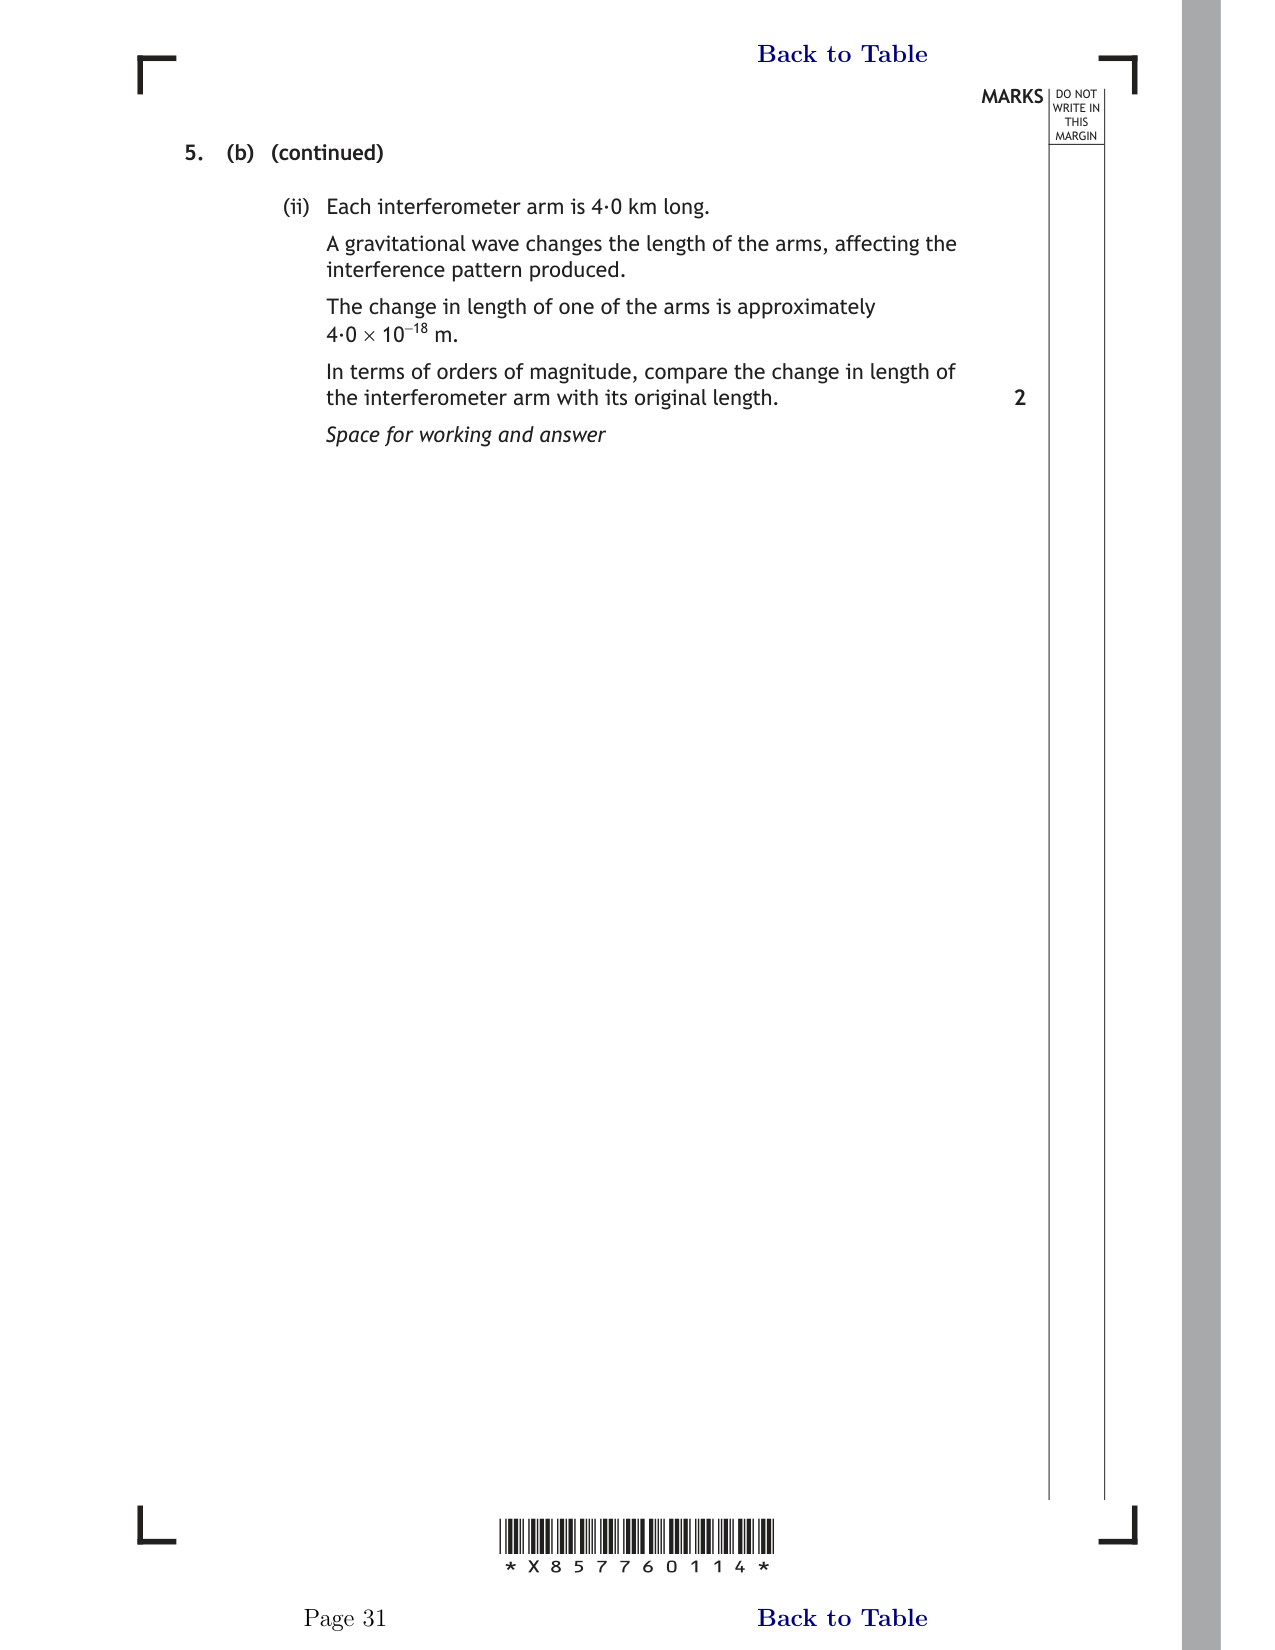 Back to Table
MARKS
DO NOT
WRITE IN
THIS
MARGIN
5. (b) (continued)
(ii) Each interferometer arm is 4·0 km long.
A gravitational wave changes the length of the arms, affecting the
interference pattern produced.
The change in length of one of the arms is approximately
4·0 × 10⁻¹⁸ m.
In terms of orders of magnitude, compare the change in length of
the interferometer arm with its original length. 2
Space for working and answer
* X 8 5 7 7 6 0 1 1 4 *
Page 31 Back to Table